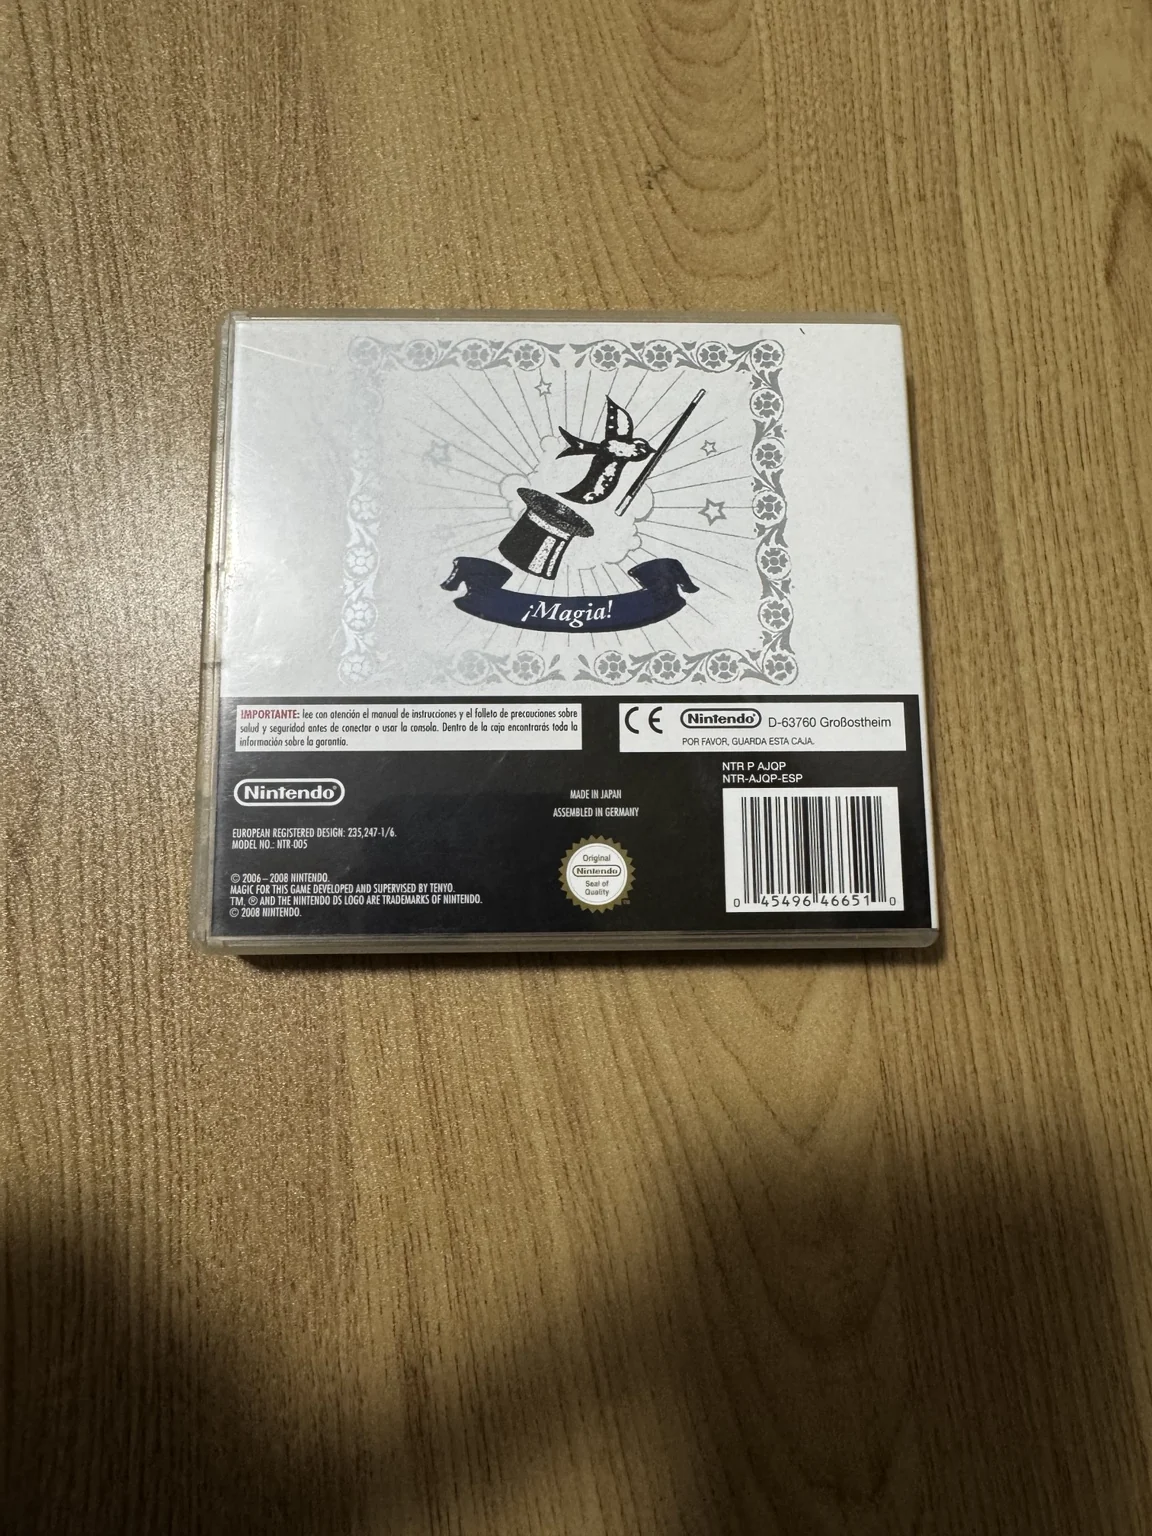 ¡Magia!
IMPORTANTE: lee con atención el manual de instrucciones y el folleto de precauciones sobre
salud y seguridad antes de conectar o usar la consola. Dentro de la caja encontrarás toda la
información sobre la garantía.
CE Nintendo® D-63760 Großostheim
POR FAVOR, GUARDA ESTA CAJA.
NTR P AJQP
NTR-AJQP-ESP
Nintendo®
MADE IN JAPAN
ASSEMBLED IN GERMANY
EUROPEAN REGISTERED DESIGN: 235,247-1/6.
MODEL NO.: NTR-005
Original
Nintendo
Seal of
Quality
TM
© 2006 – 2008 NINTENDO.
MAGIC FOR THIS GAME DEVELOPED AND SUPERVISED BY TENYO.
TM, ® AND THE NINTENDO DS LOGO ARE TRADEMARKS OF NINTENDO.
© 2008 NINTENDO.
0 45496 46651 0